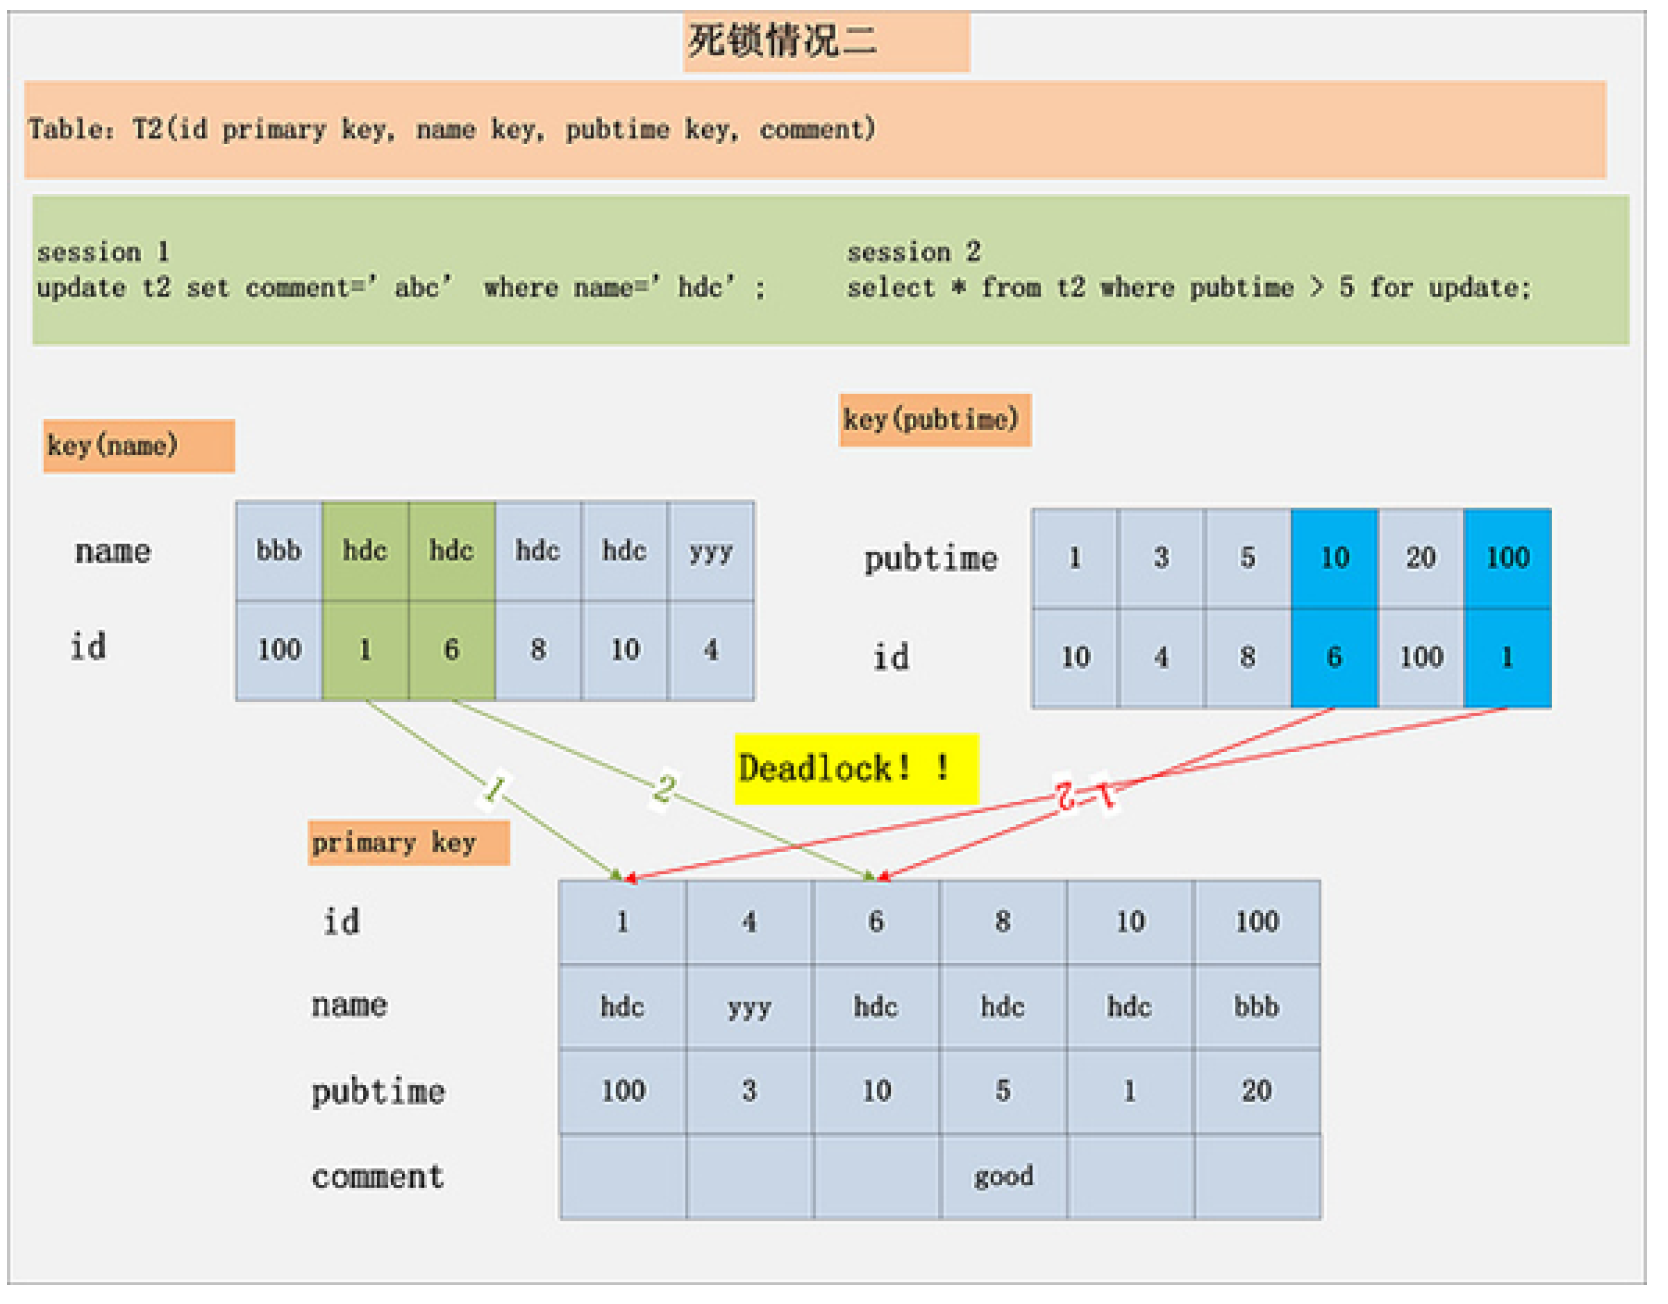 死锁情况二
Table: T2(id primary key, name key, pubtime key, comment)
session 1
update t2 set comment=' abc'  where name=' hdc' ;
session 2
select * from t2 where pubtime > 5 for update;
key(name)
name bbb hdc hdc hdc hdc yyy
id 100 1 6 8 10 4
key(pubtime)
pubtime 1 3 5 10 20 100
id 10 4 8 6 100 1
1 2
Deadlock! !
2 1
primary key
id 1 4 6 8 10 100
name hdc yyy hdc hdc hdc bbb
pubtime 100 3 10 5 1 20
comment good